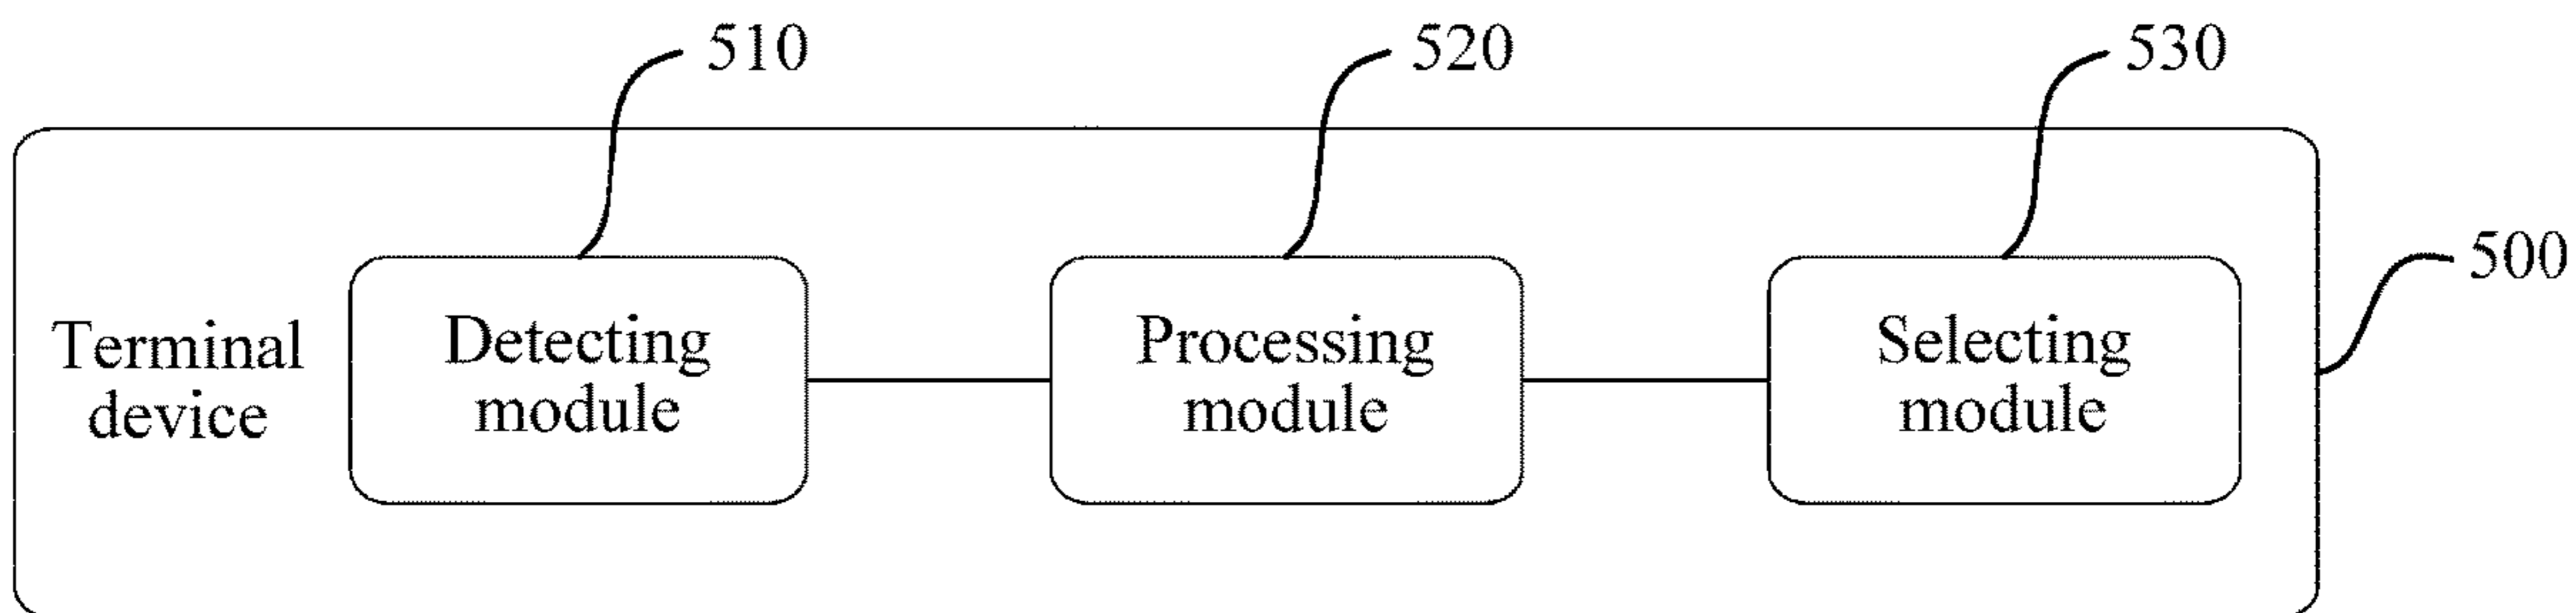 510
520
530
500
Terminal
device
Detecting
module
Processing
module
Selecting
module